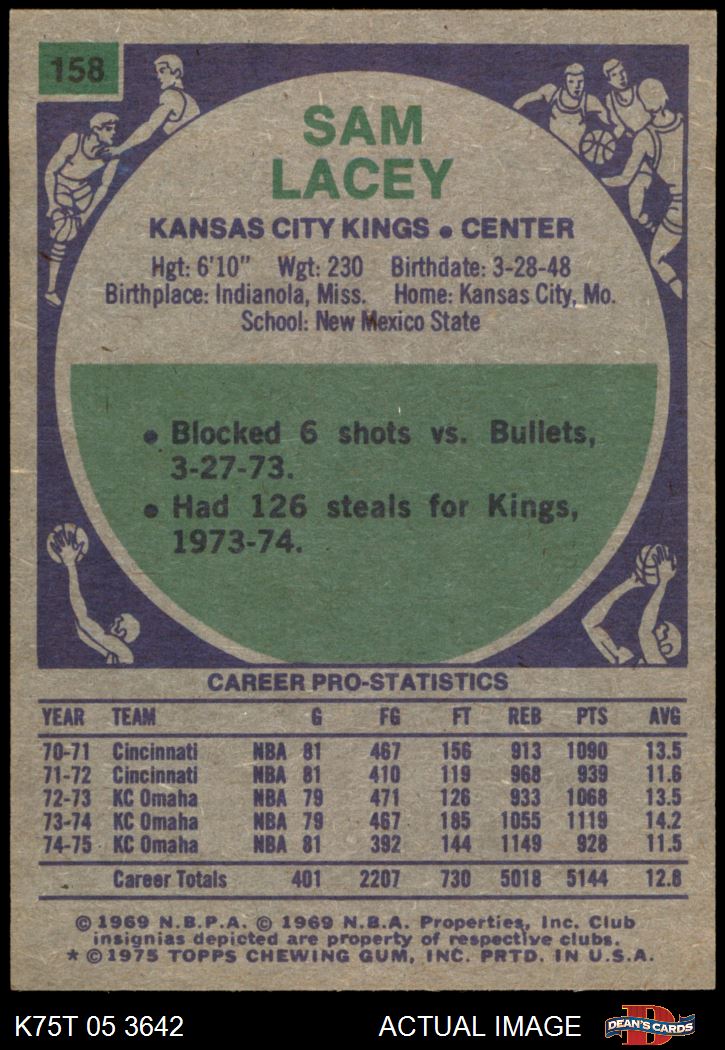 158
SAM
LACEY
KANSAS CITY KINGS • CENTER
Hgt: 6'10" Wgt: 230 Birthdate: 3-28-48
Birthplace: Indianola, Miss. Home: Kansas City, Mo.
School: New Mexico State
• Blocked 6 shots vs. Bullets,
3-27-73.
• Had 126 steals for Kings,
1973-74.
CAREER PRO-STATISTICS
YEAR TEAM G FG FT REB PTS AVG
70-71 Cincinnati NBA 81 467 156 913 1090 13.5
71-72 Cincinnati NBA 81 410 119 968 939 11.6
72-73 KC Omaha NBA 79 471 126 933 1068 13.5
73-74 KC Omaha NBA 79 467 185 1055 1119 14.2
74-75 KC Omaha NBA 81 392 144 1149 928 11.5
Career Totals 401 2207 730 5018 5144 12.8
© 1969 N.B.P.A. © 1969 N.B.A. Properties, Inc. Club
insignias depicted are property of respective clubs.
* © 1975 TOPPS CHEWING GUM, INC. PRTD. IN U.S.A.
K75T 05 3642 ACTUAL IMAGE D DEAN'S CARDS